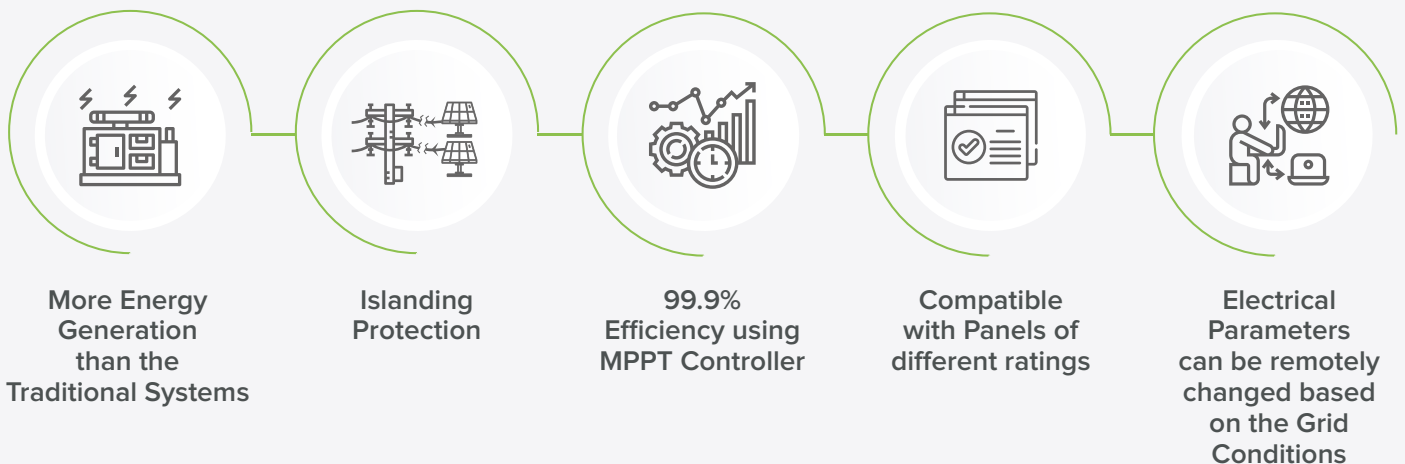 More Energy
Generation
than the
Traditional Systems
Islanding
Protection
99.9%
Efficiency using
MPPT Controller
Compatible
with Panels of
different ratings
Electrical
Parameters
can be remotely
changed based
on the Grid
Conditions